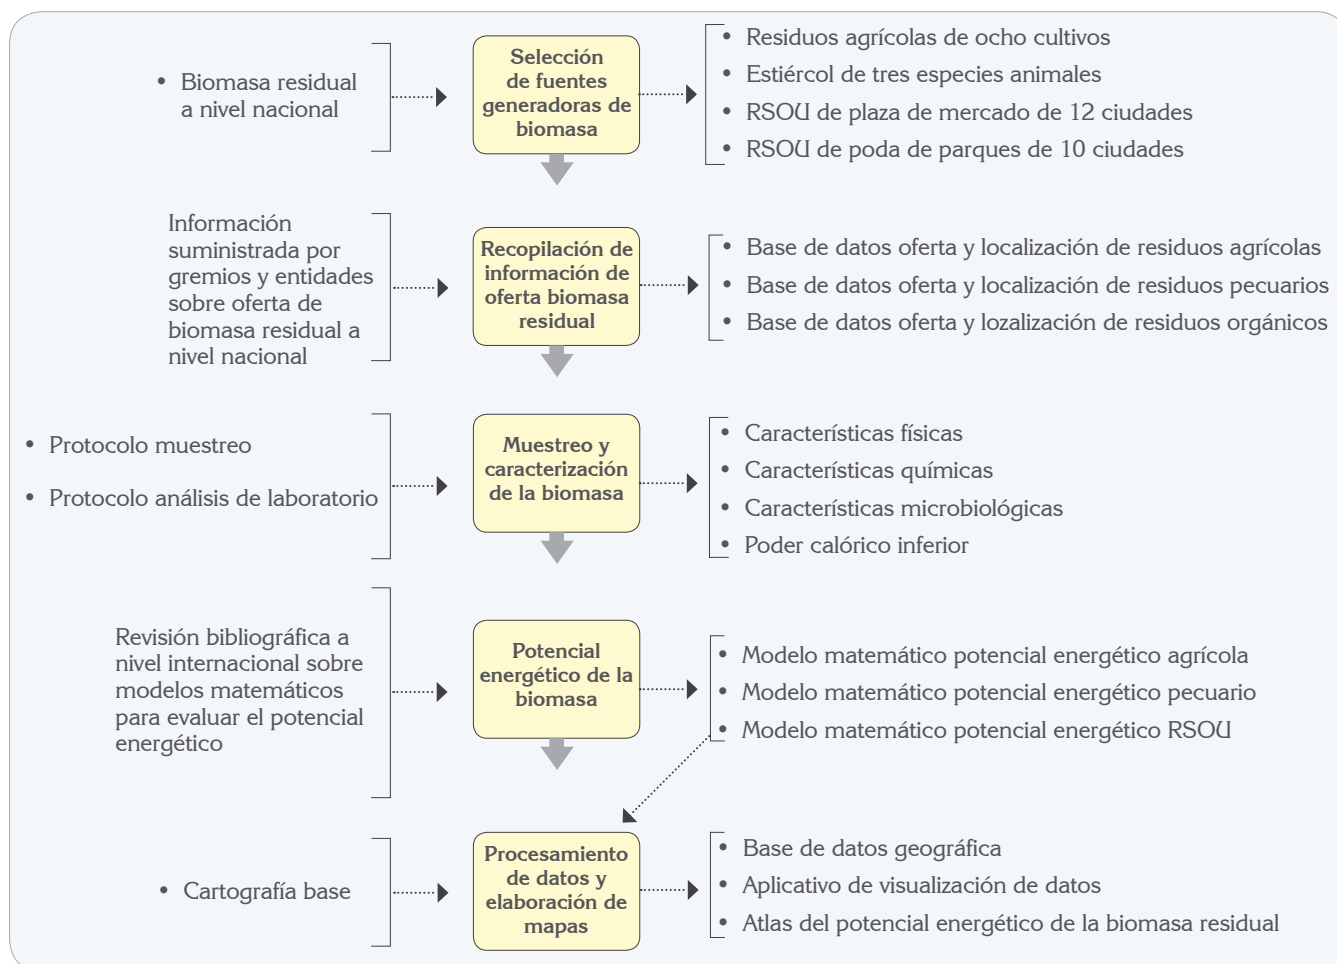 • Biomasa residual
a nivel nacional
Selección
de fuentes
generadoras de
biomasa
• Residuos agrícolas de ocho cultivos
• Estiércol de tres especies animales
• RSOU de plaza de mercado de 12 ciudades
• RSOU de poda de parques de 10 ciudades
Información
suministrada por
gremios y entidades
sobre oferta de
biomasa residual a
nivel nacional
Recopilación de
información de
oferta biomasa
residual
• Base de datos oferta y localización de residuos agrícolas
• Base de datos oferta y localización de residuos pecuarios
• Base de datos oferta y lozalización de residuos orgánicos
• Protocolo muestreo
• Protocolo análisis de laboratorio
Muestreo y
caracterización
de la biomasa
• Características físicas
• Características químicas
• Características microbiológicas
• Poder calórico inferior
Revisión bibliográfica a
nivel internacional sobre
modelos matemáticos
para evaluar el potencial
energético
Potencial
energético de la
biomasa
• Modelo matemático potencial energético agrícola
• Modelo matemático potencial energético pecuario
• Modelo matemático potencial energético RSOU
• Cartografía base
Procesamiento
de datos y
elaboración de
mapas
• Base de datos geográfica
• Aplicativo de visualización de datos
• Atlas del potencial energético de la biomasa residual